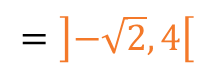 = ]−√2, 4[